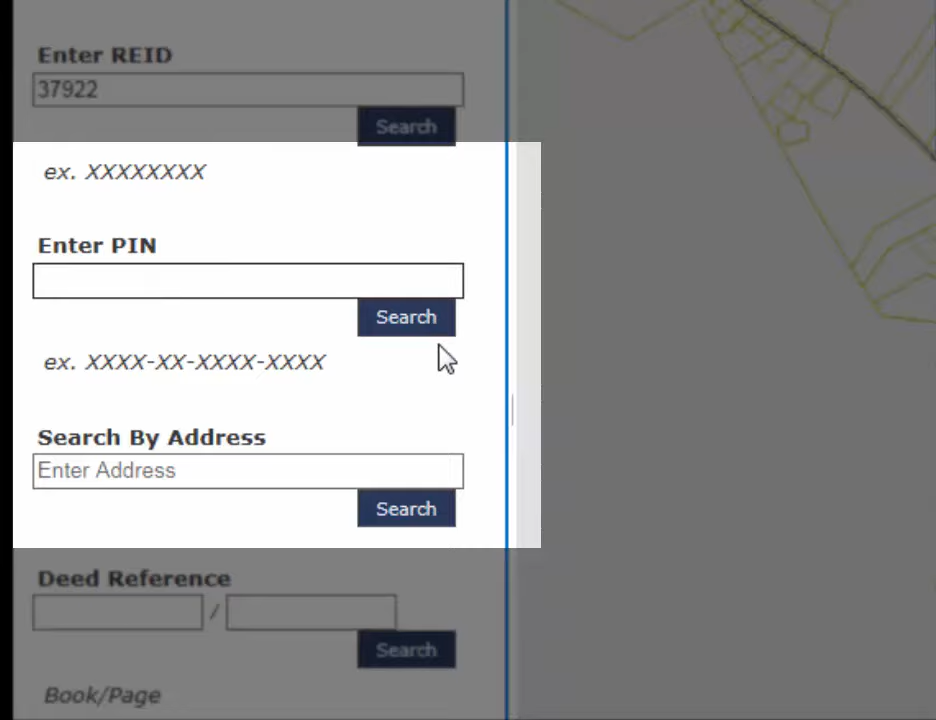 Enter REID
37922
Search
ex. XXXXXXXX
Enter PIN
Search
ex. XXXX-XX-XXXX-XXXX
Search By Address
Enter Address
Search
Deed Reference
/
Search
Book/Page